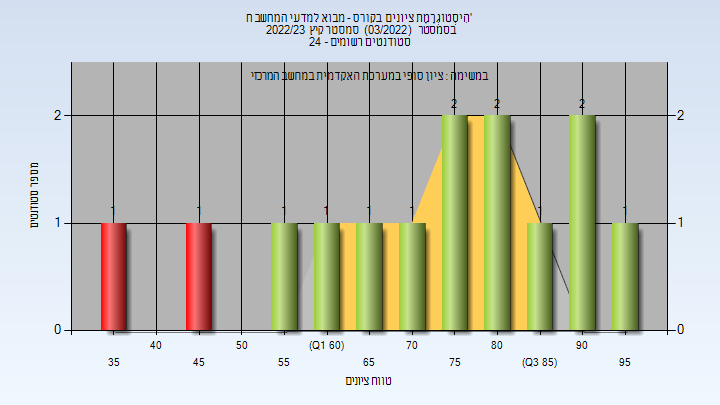 היסטוגרמת ציונים בקורס - מבוא למדעי המחשב ח'
בסמסטר (03/2022) סמסטר קיץ 2022/23
סטודנטים רשומים - 24
במשימה : ציון סופי במערכת האקדמית במחשב המרכזי
מספר סטודנטים
2 2
1 1
0 0
2 2 2
1 1 1 1 1 1 1 1
40 50 (Q1 60) 70 80 90
35 45 55 65 75 (Q3 85) 95
טווח ציונים